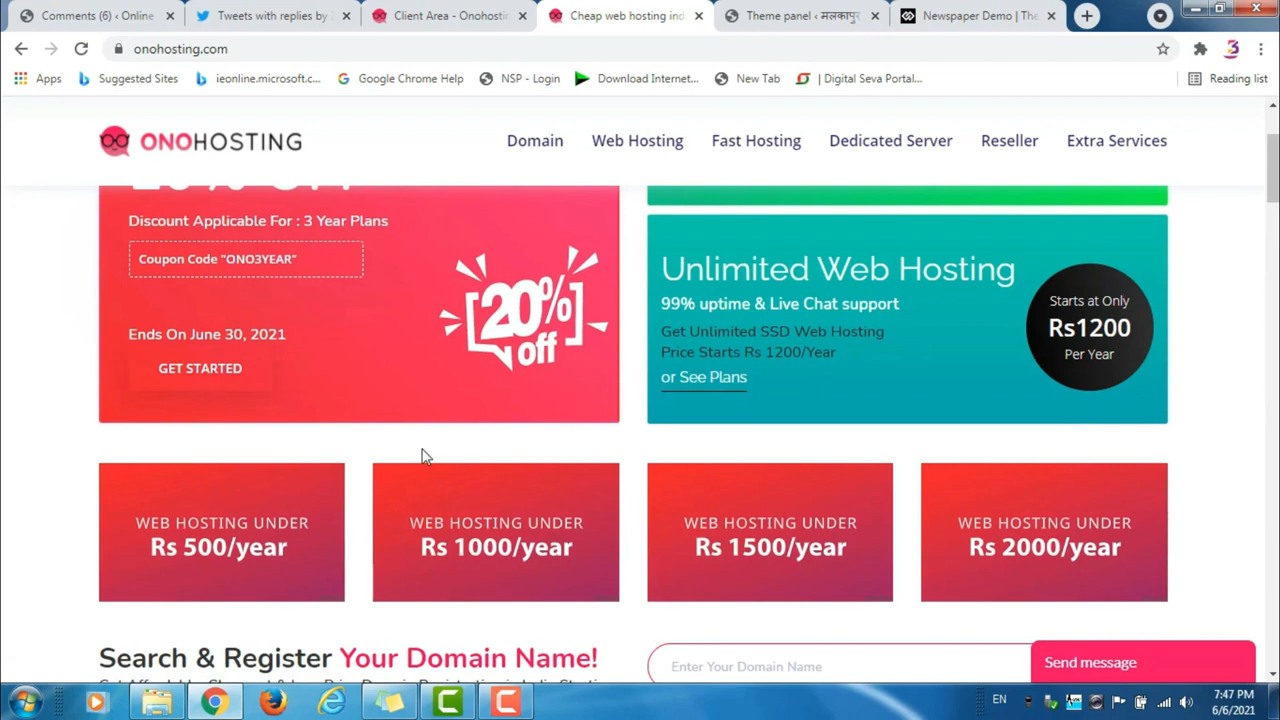 Comments (6) ‹ Online
Tweets with replies by
Client Area - Onohosti
Cheap web hosting ind
Theme panel ‹ मलकापुर
Newspaper Demo | The
onohosting.com
Apps
Suggested Sites
ieonline.microsoft.c...
Google Chrome Help
NSP - Login
Download Internet...
New Tab
| Digital Seva Portal...
Reading list
ONOHOSTING
Domain
Web Hosting
Fast Hosting
Dedicated Server
Reseller
Extra Services
Discount Applicable For : 3 Year Plans
Coupon Code "ONO3YEAR"
Ends On June 30, 2021
GET STARTED
20%
off
Unlimited Web Hosting
99% uptime & Live Chat support
Get Unlimited SSD Web Hosting
Price Starts Rs 1200/Year
or See Plans
Starts at Only
Rs1200
Per Year
WEB HOSTING UNDER
Rs 500/year
WEB HOSTING UNDER
Rs 1000/year
WEB HOSTING UNDER
Rs 1500/year
WEB HOSTING UNDER
Rs 2000/year
Search & Register Your Domain Name!
Enter Your Domain Name
Send message
EN
7:47 PM
6/6/2021